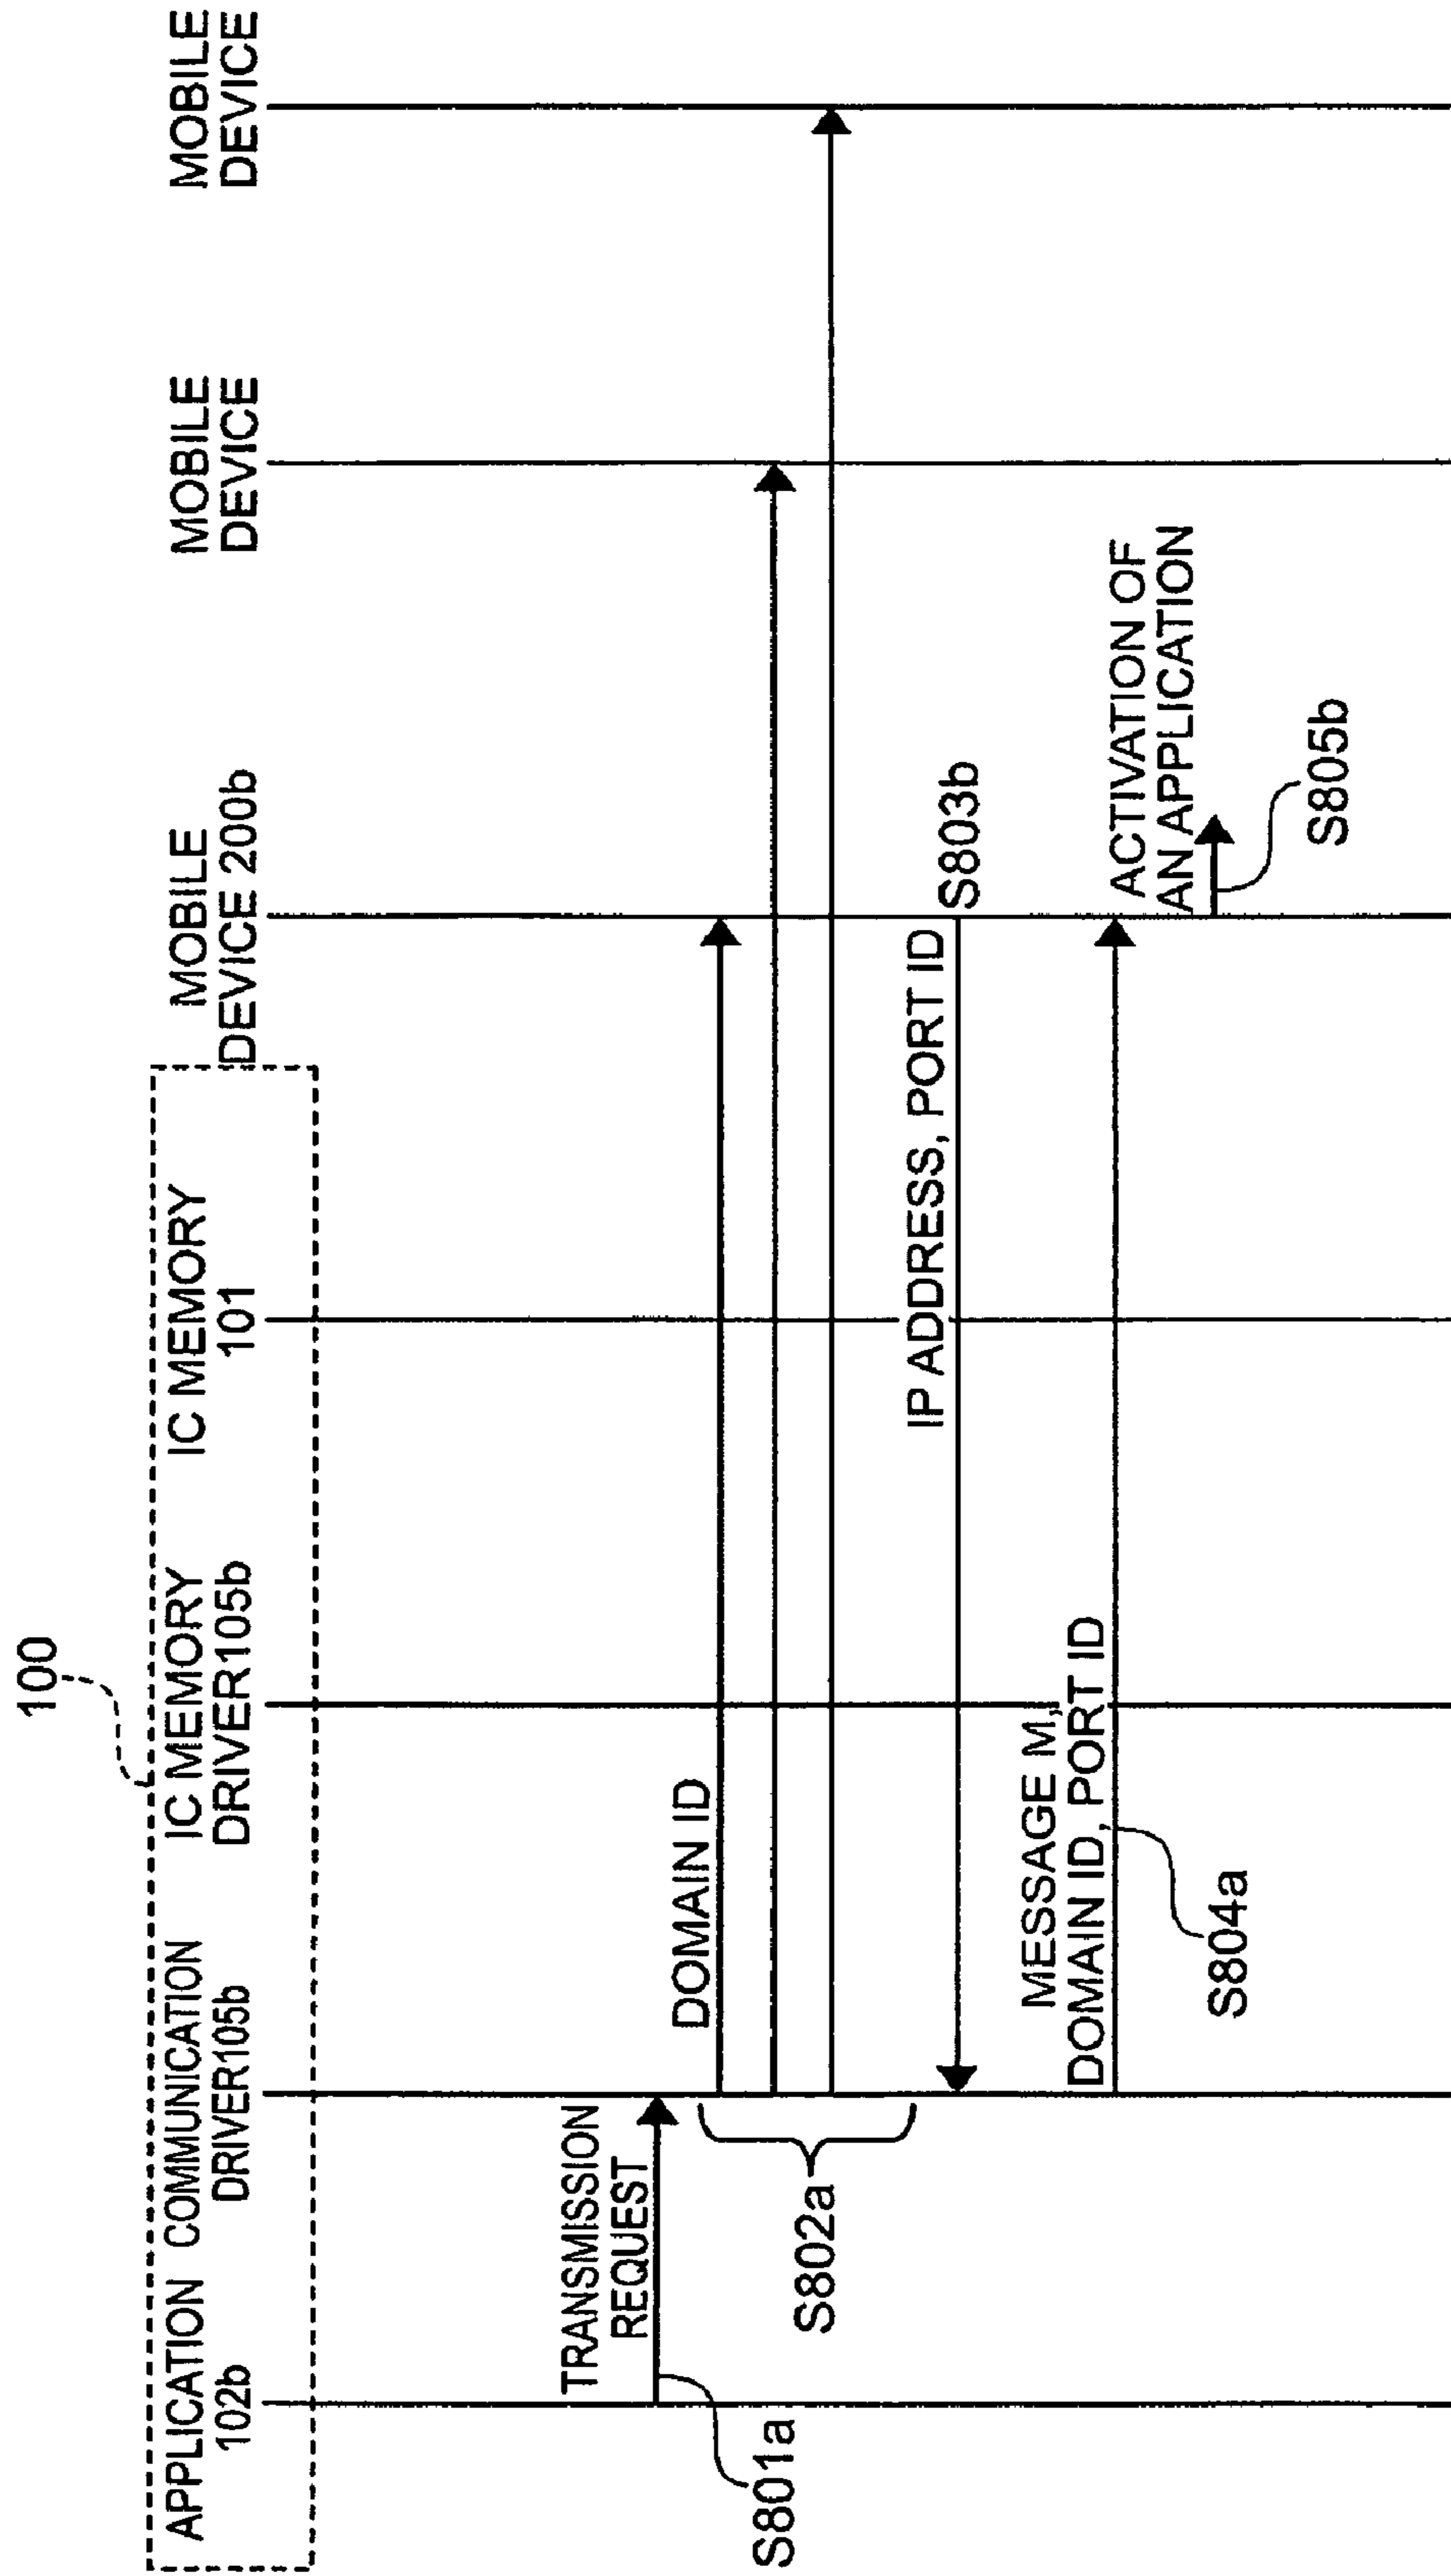 100
APPLICATION
102b
COMMUNICATION
DRIVER105b
IC MEMORY
DRIVER105b
IC MEMORY
101
MOBILE
DEVICE 200b
MOBILE
DEVICE
MOBILE
DEVICE
TRANSMISSION
REQUEST
S801a
DOMAIN ID
S802a
IP ADDRESS, PORT ID
S803b
MESSAGE M,
DOMAIN ID, PORT ID
S804a
ACTIVATION OF
AN APPLICATION
S805b